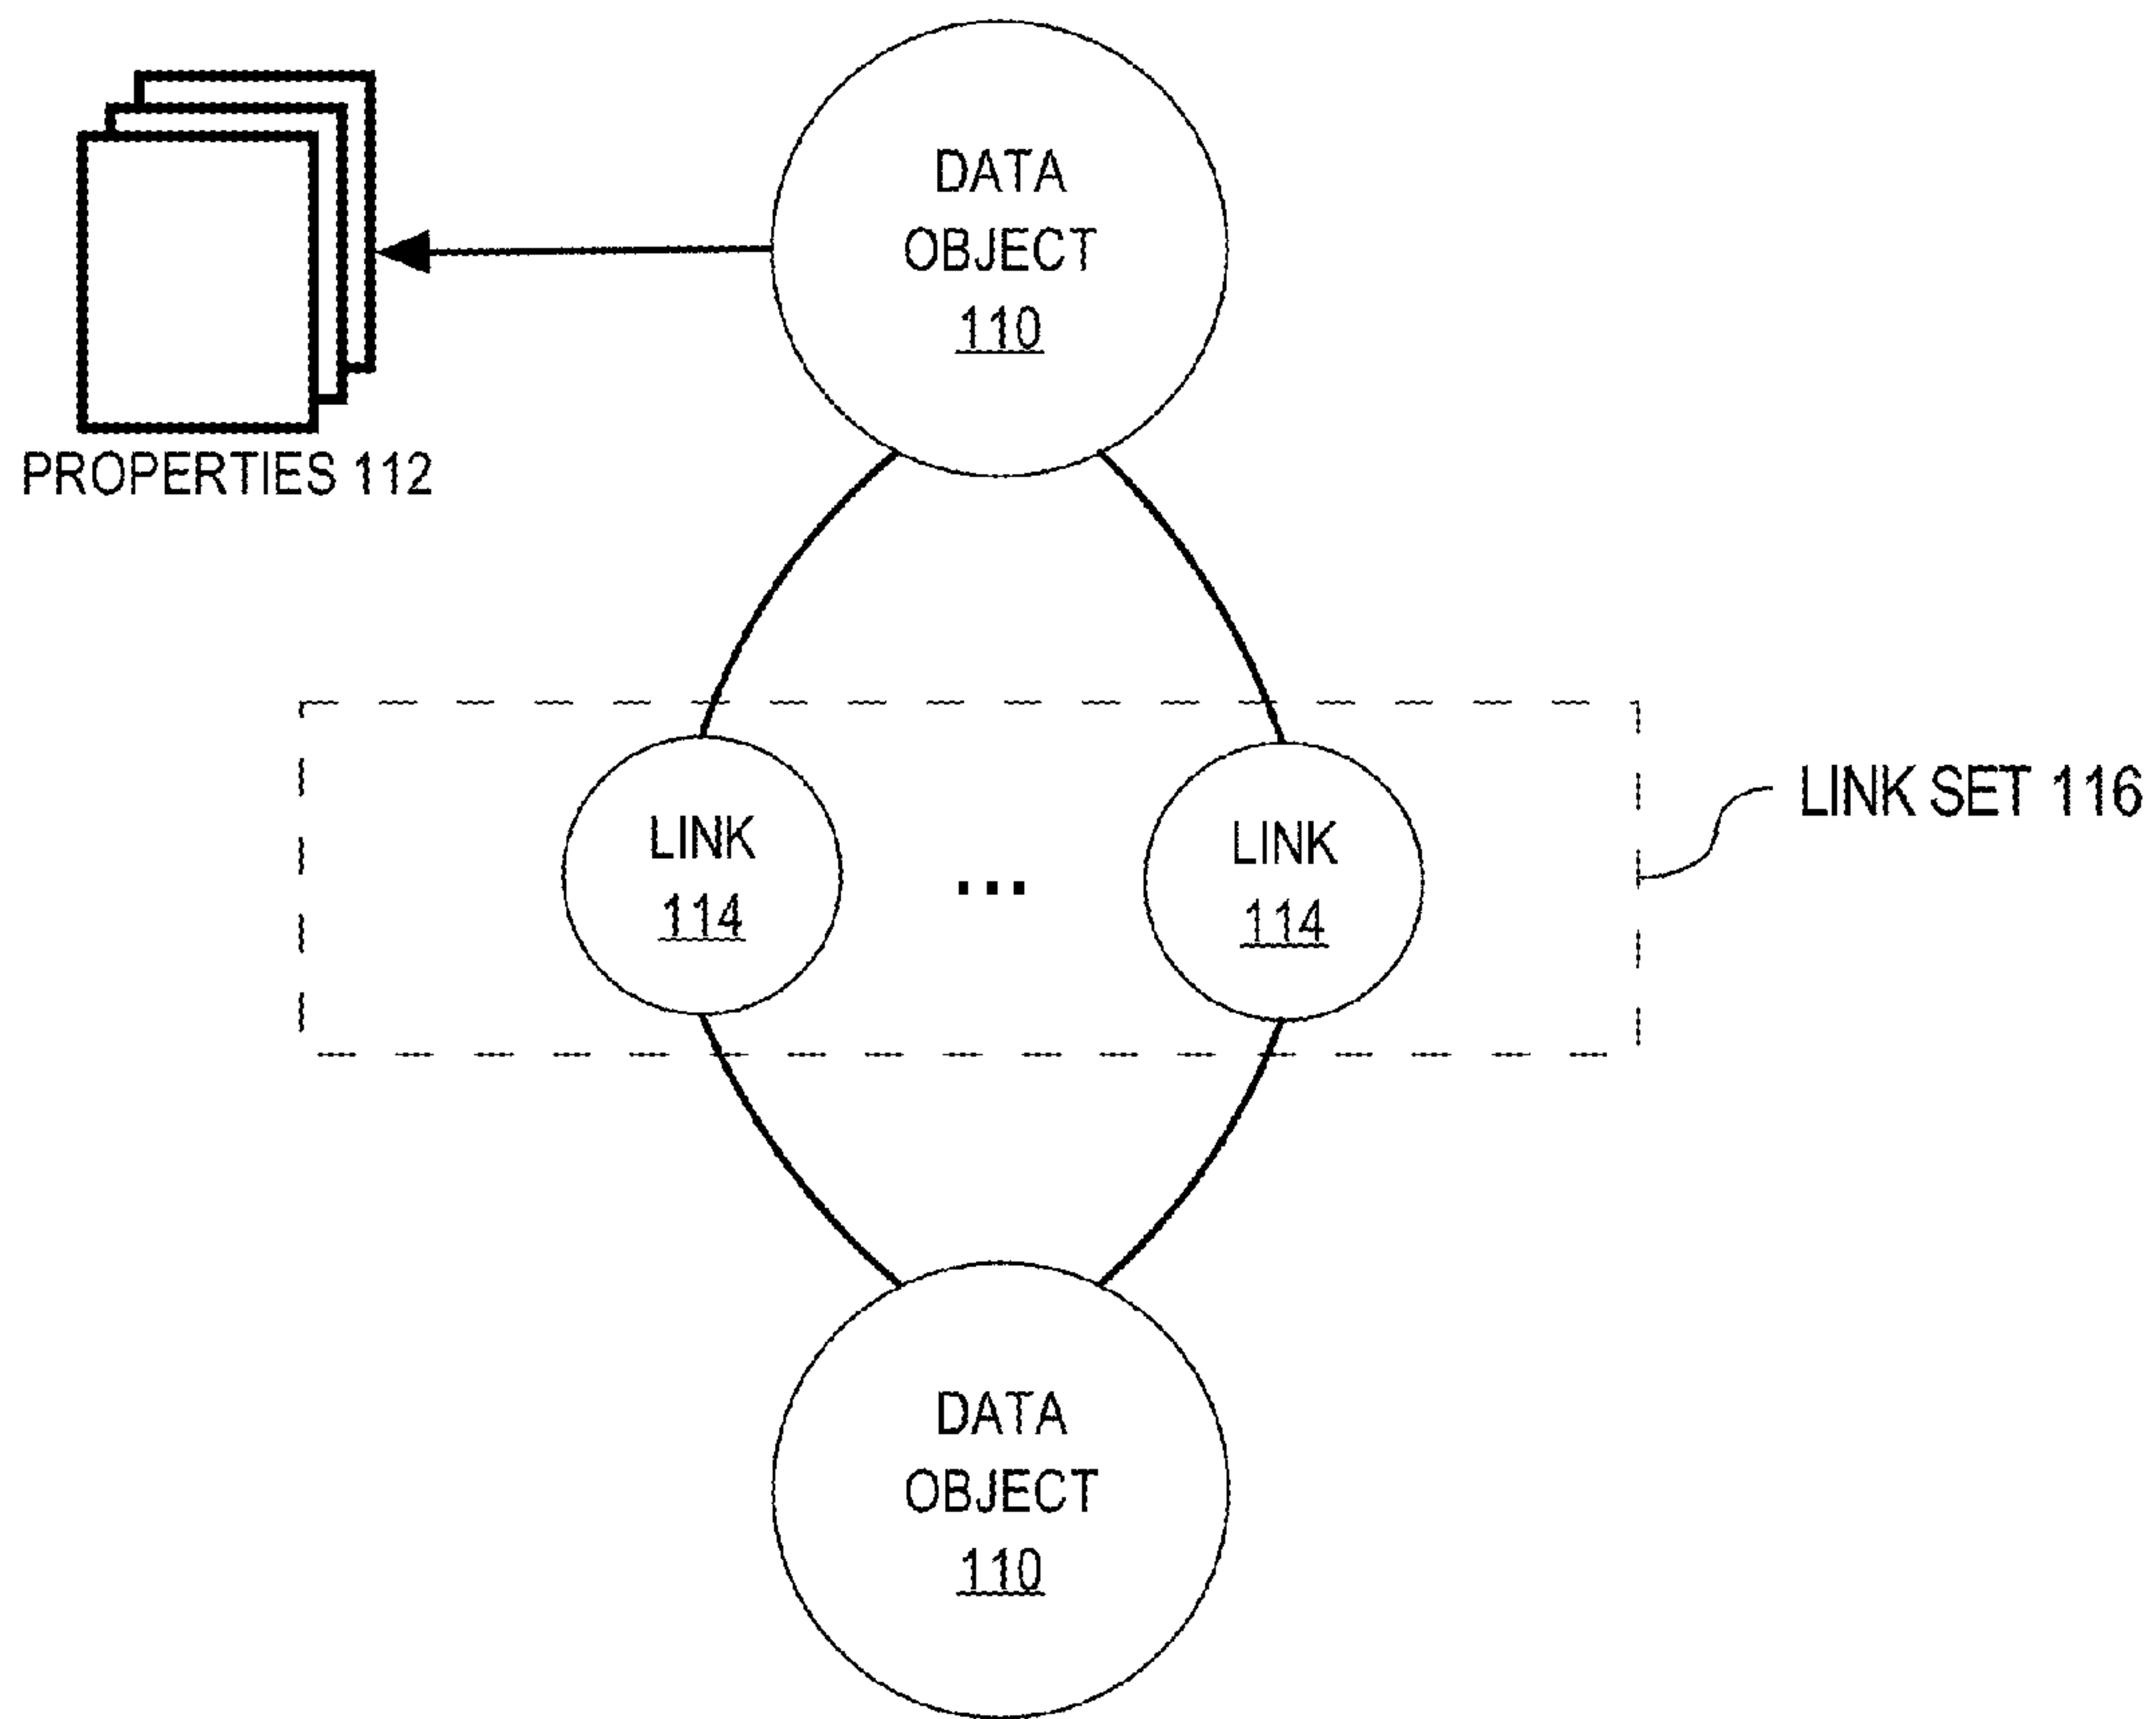 DATA
OBJECT
110
PROPERTIES 112
LINK
114
...
LINK
114
LINK SET 116
DATA
OBJECT
110